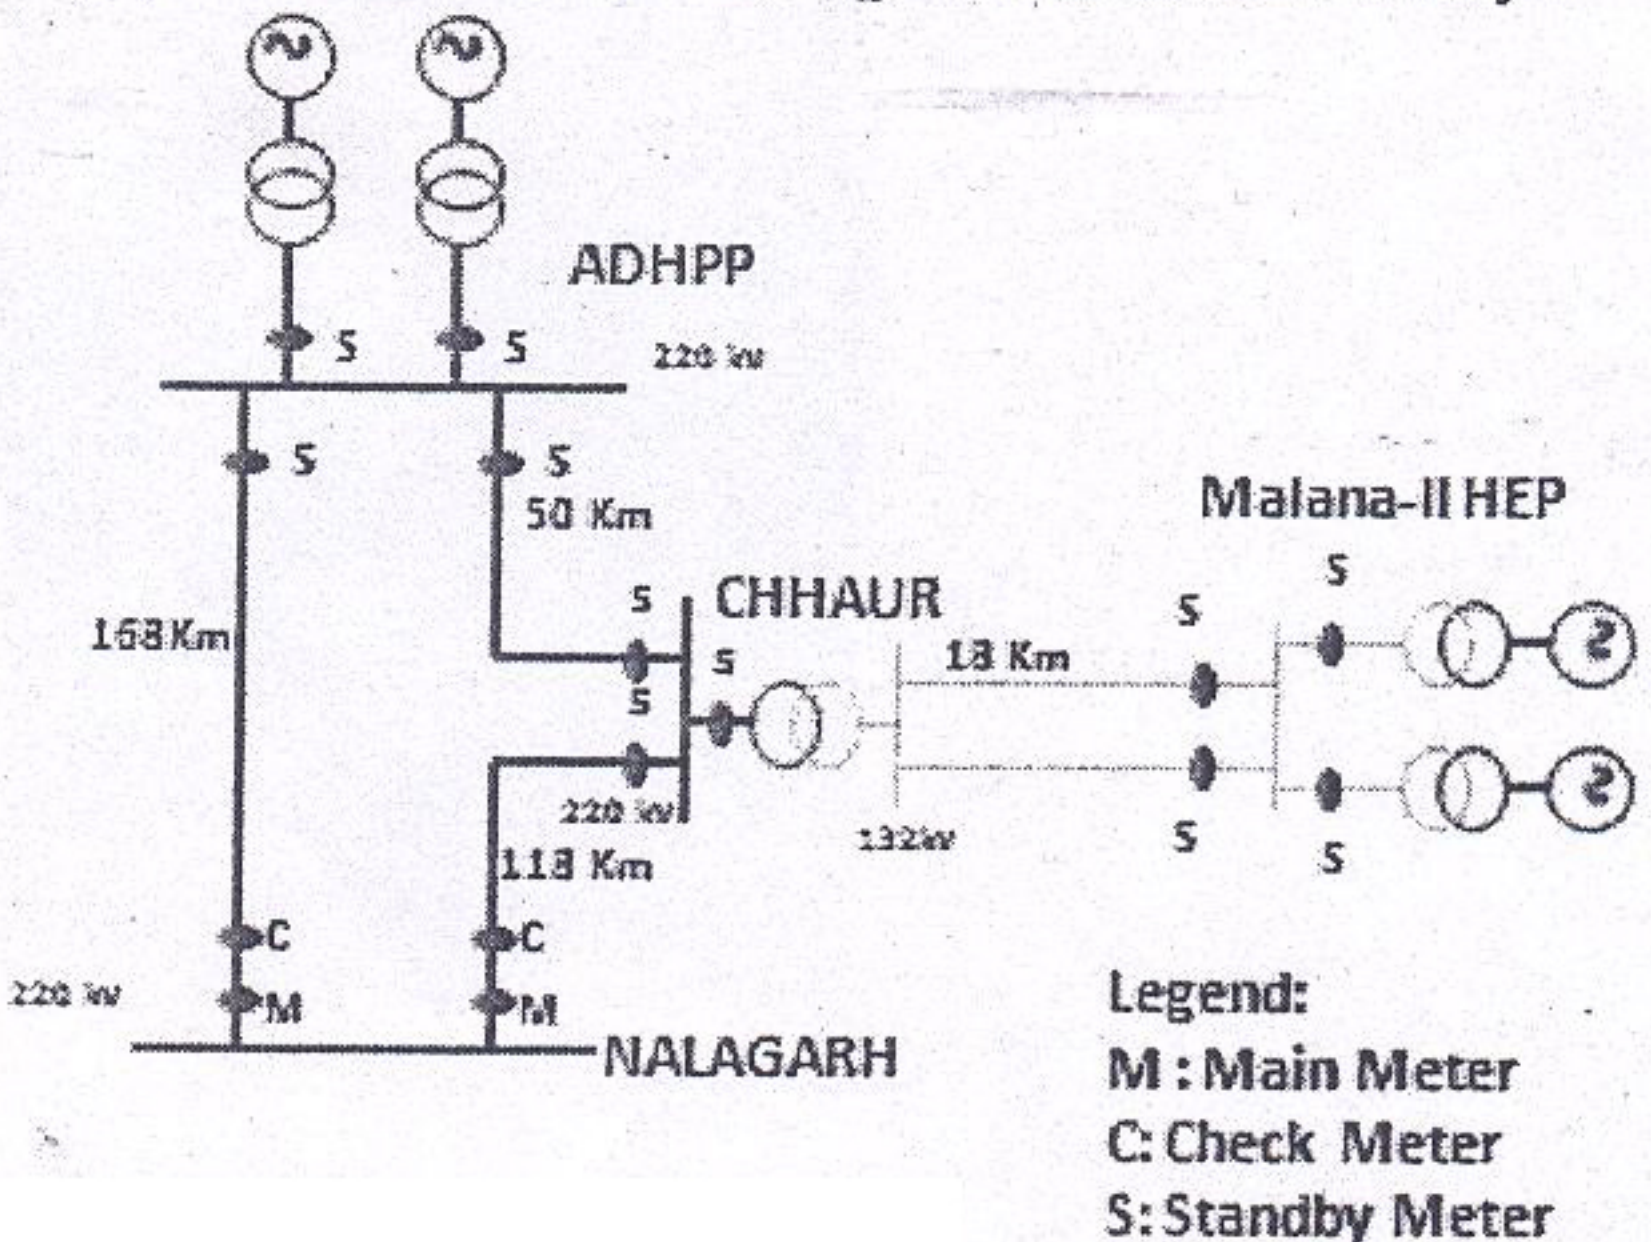 ADHPP
S
S
220 kV
S
S
50 Km
Malana-II HEP
S
S
CHHAUR
S
168 Km
S
18 Km
S
220 kV
132kV
S
118 Km
S
C
C
220 kV
M
M
NALAGARH
Legend:
M : Main Meter
C: Check Meter
S: Standby Meter